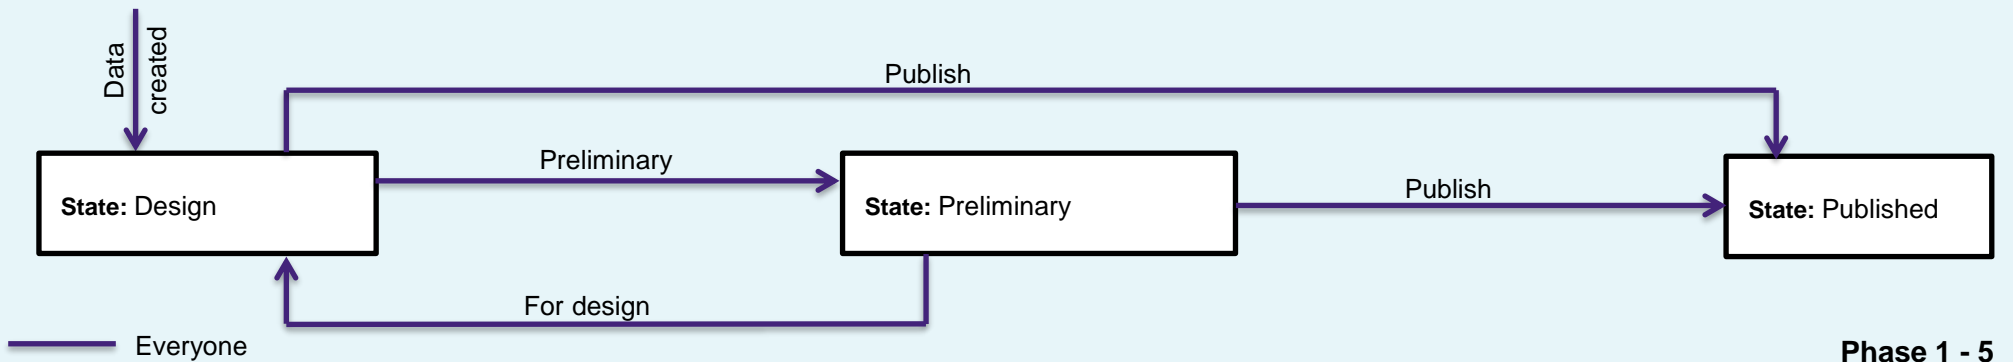 Data
created
Publish
Preliminary
Publish
State: Design
State: Preliminary
State: Published
For design
Everyone
Phase 1 - 5